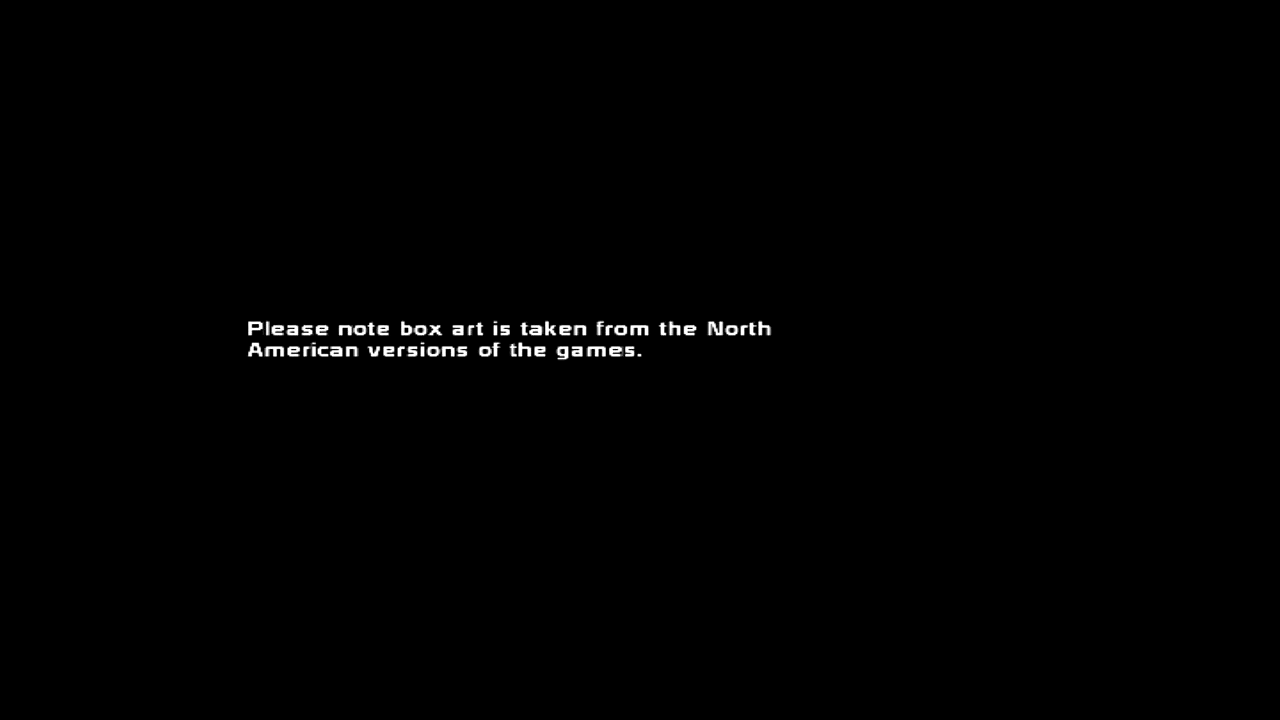 Please note box art is taken from the North
American versions of the games.